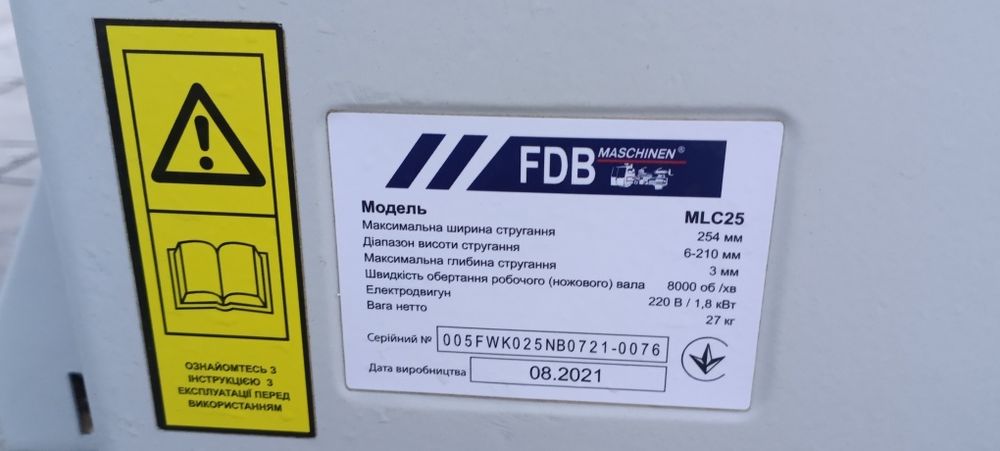 ОЗНАЙОМТЕСЬ З
ІНСТРУКЦІЄЮ З
ЕКСПЛУАТАЦІЇ ПЕРЕД
ВИКОРИСТАННЯМ
FDB MASCHINEN®
Модель MLC25
Максимальна ширина стругання 254 мм
Діапазон висоти стругання 6-210 мм
Максимальна глибина стругання 3 мм
Швидкість обертання робочого (ножового) вала 8000 об /хв
Електродвигун 220 В / 1,8 кВт
Вага нетто 27 кг
Серійний № 005FWK025NB0721-0076
Дата виробництва 08.2021